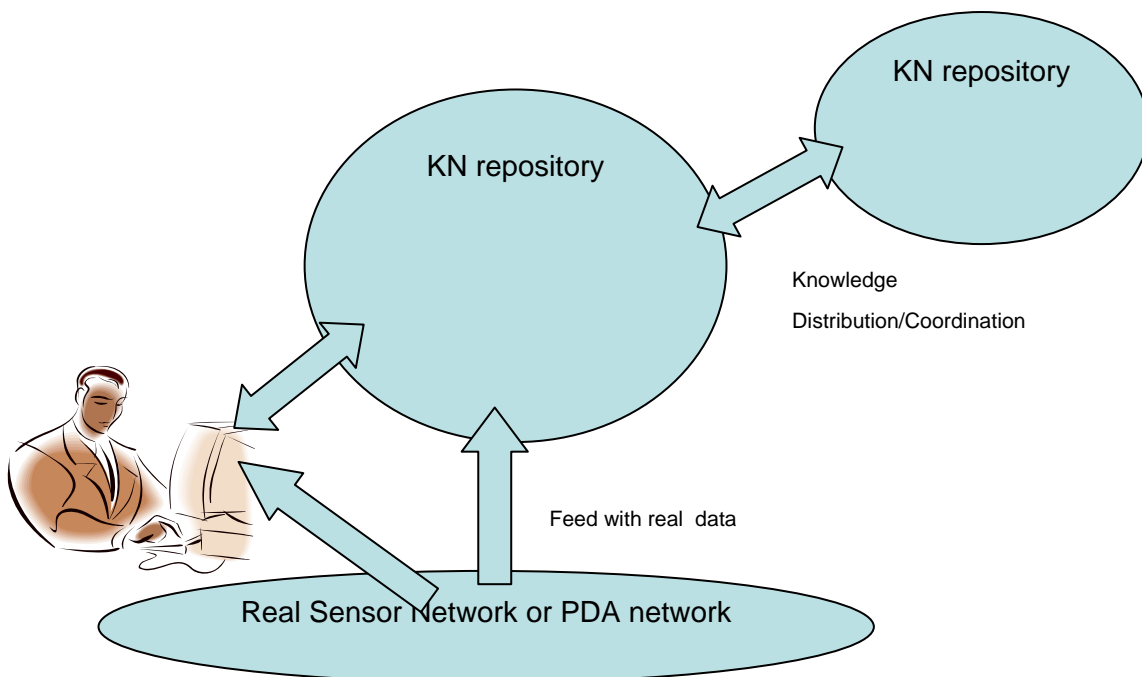 KN repository
KN repository
Knowledge
Distribution/Coordination
Feed with real data
Real Sensor Network or PDA network